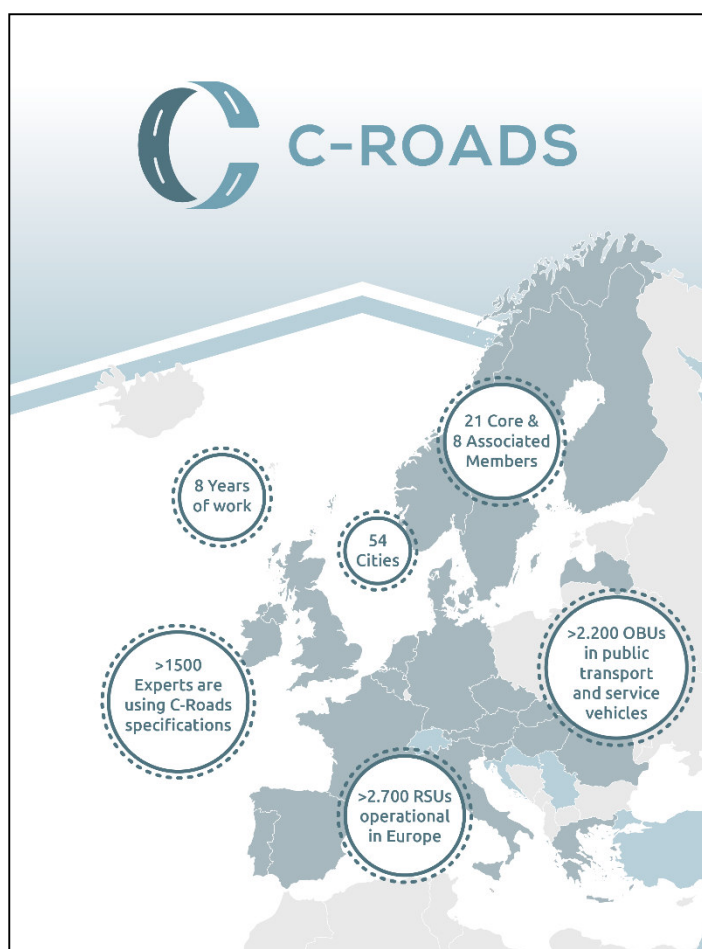 C-ROADS
21 Core &
8 Associated
Members
8 Years
of work
54
Cities
>2.200 OBUs
in public
transport
and service
vehicles
>1500
Experts are
using C-Roads
specifications
>2.700 RSUs
operational
in Europe